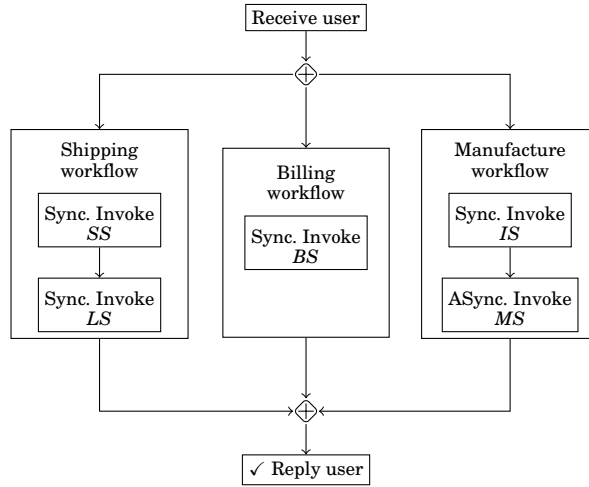 Receive user
Shipping
workflow
Sync. Invoke
SS
Sync. Invoke
LS
Billing
workflow
Sync. Invoke
BS
Manufacture
workflow
Sync. Invoke
IS
ASync. Invoke
MS
✓ Reply user